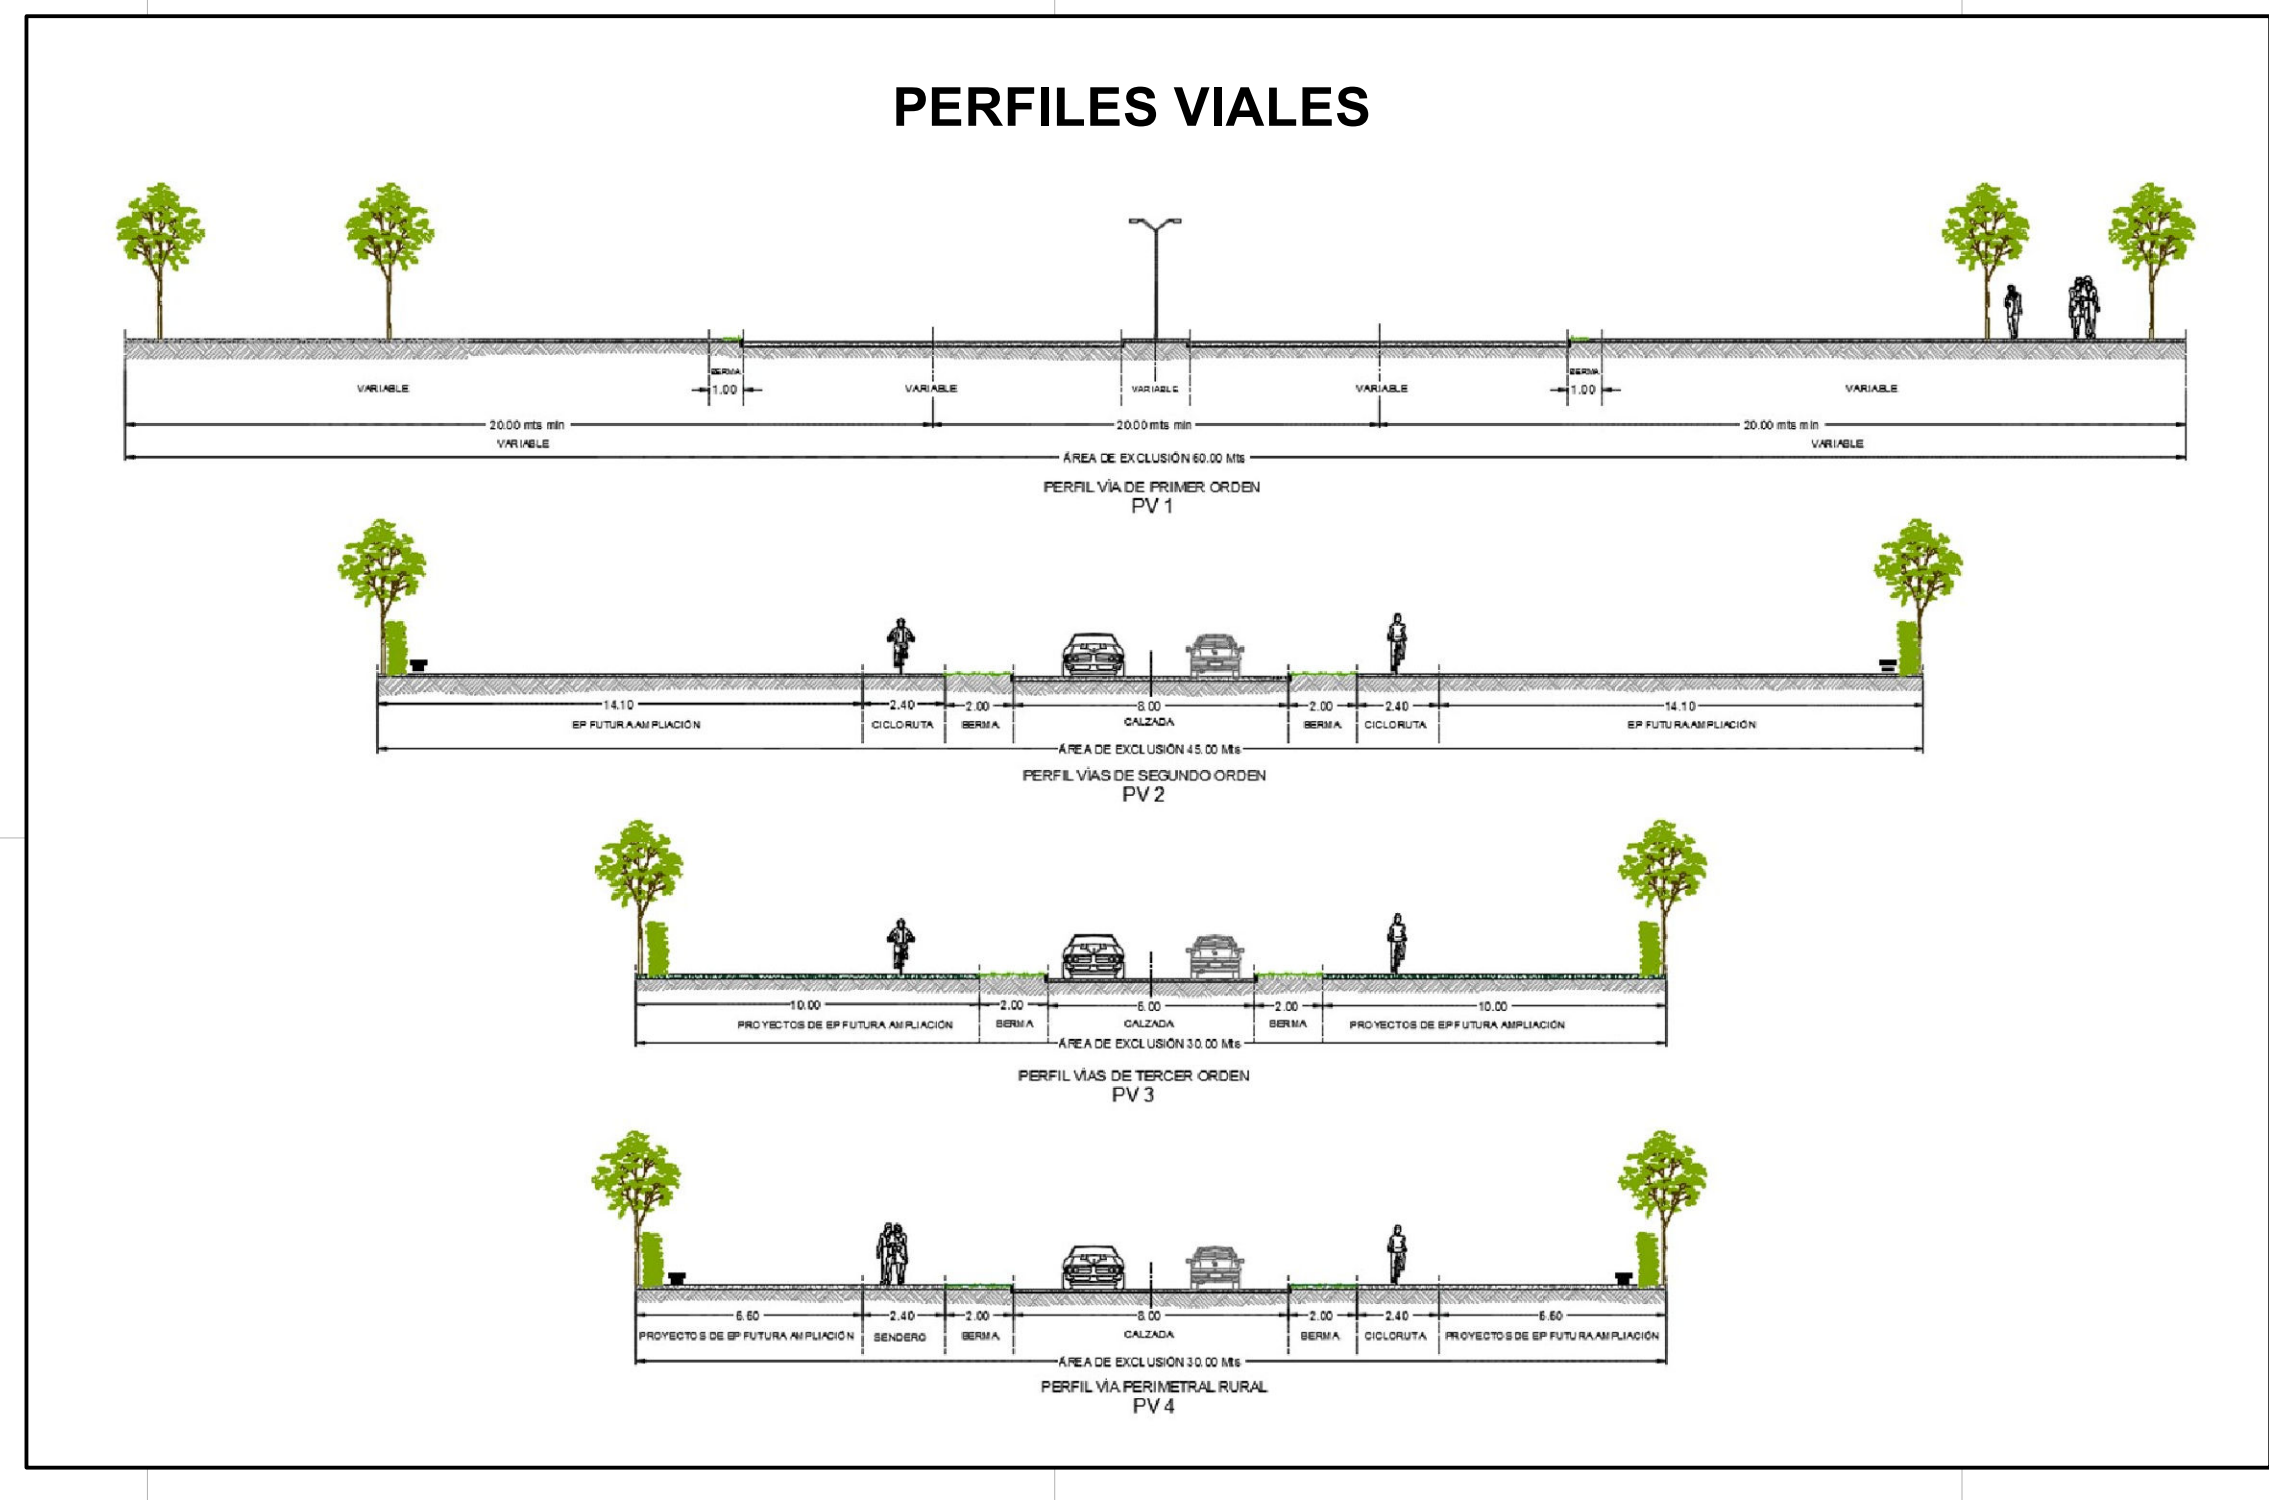 PERFILES VIALES
BERMA BERMA
VARIABLE 1.00 VARIABLE VARIABLE VARIABLE 1.00 VARIABLE
20.00 mts min 20.00 mts min 20.00 mts min
VARIABLE VARIABLE
ÁREA DE EXCLUSIÓN 60.00 Mts
PERFIL VÍA DE PRIMER ORDEN
PV 1
14.10 2.40 2.00 8.00 2.00 2.40 14.10
EP FUTURA AMPLIACIÓN CICLORUTA BERMA CALZADA BERMA CICLORUTA EP FUTURA AMPLIACIÓN
ÁREA DE EXCLUSIÓN 45.00 Mts
PERFIL VÍAS DE SEGUNDO ORDEN
PV 2
10.00 2.00 6.00 2.00 10.00
PROYECTOS DE EP FUTURA AMPLIACIÓN BERMA CALZADA BERMA PROYECTOS DE EP FUTURA AMPLIACIÓN
ÁREA DE EXCLUSIÓN 30.00 Mts
PERFIL VÍAS DE TERCER ORDEN
PV 3
6.60 2.40 2.00 8.00 2.00 2.40 6.60
PROYECTOS DE EP FUTURA AMPLIACIÓN SENDERO BERMA CALZADA BERMA CICLORUTA PROYECTOS DE EP FUTURA AMPLIACIÓN
ÁREA DE EXCLUSIÓN 30.00 Mts
PERFIL VÍA PERIMETRAL RURAL
PV 4